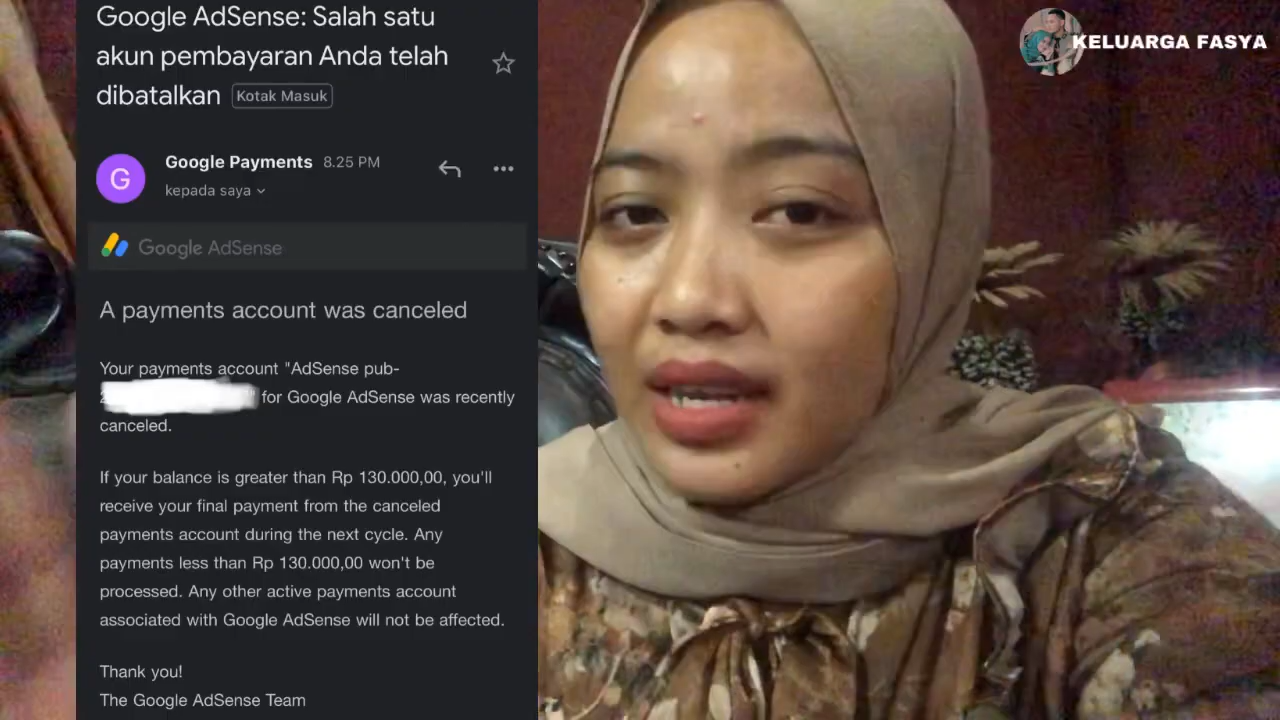 Google AdSense: Salah satu
akun pembayaran Anda telah
dibatalkan Kotak Masuk
G
Google Payments 8.25 PM
kepada saya
Google AdSense
A payments account was canceled
Your payments account "AdSense pub-
" for Google AdSense was recently
canceled.
If your balance is greater than Rp 130.000,00, you'll
receive your final payment from the canceled
payments account during the next cycle. Any
payments less than Rp 130.000,00 won't be
processed. Any other active payments account
associated with Google AdSense will not be affected.
Thank you!
The Google AdSense Team
KELUARGA FASYA